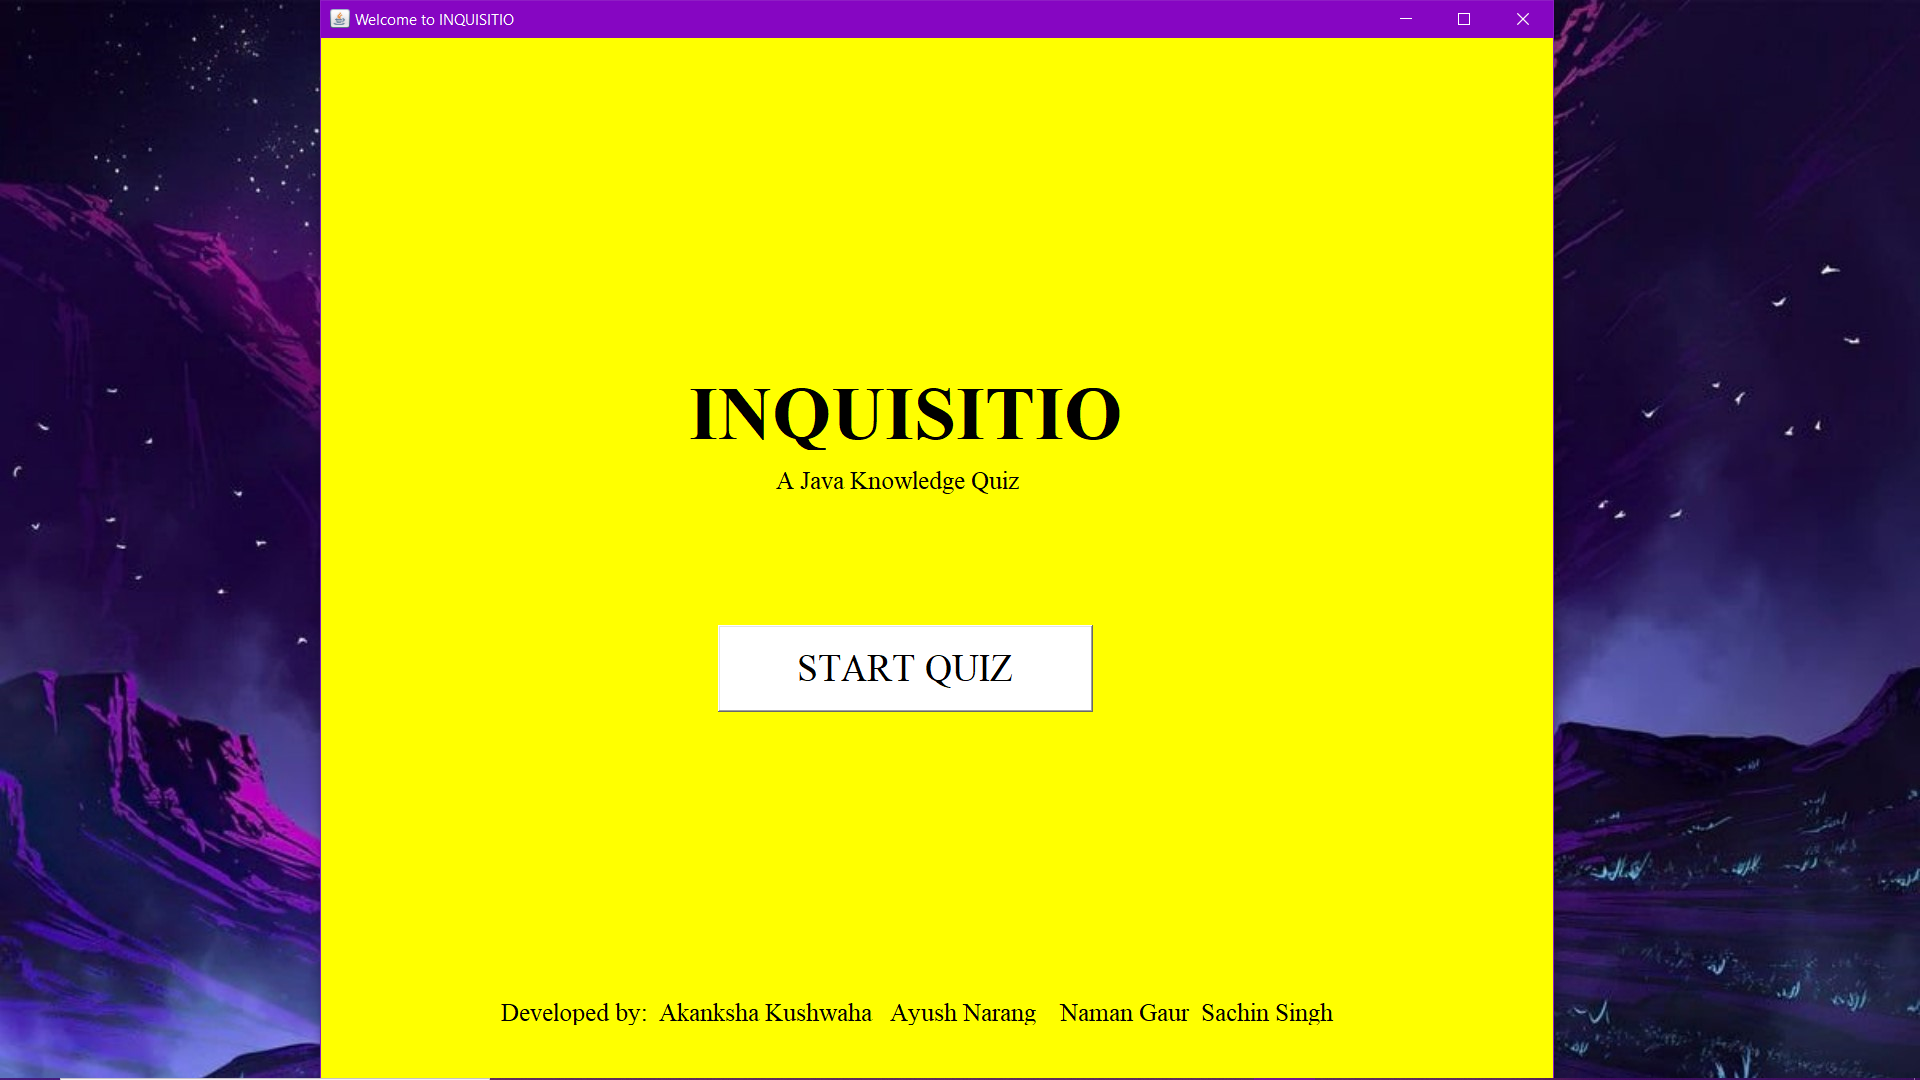 Welcome to INQUISITIO
INQUISITIO
A Java Knowledge Quiz
START QUIZ
Developed by: Akanksha Kushwaha Ayush Narang Naman Gaur Sachin Singh